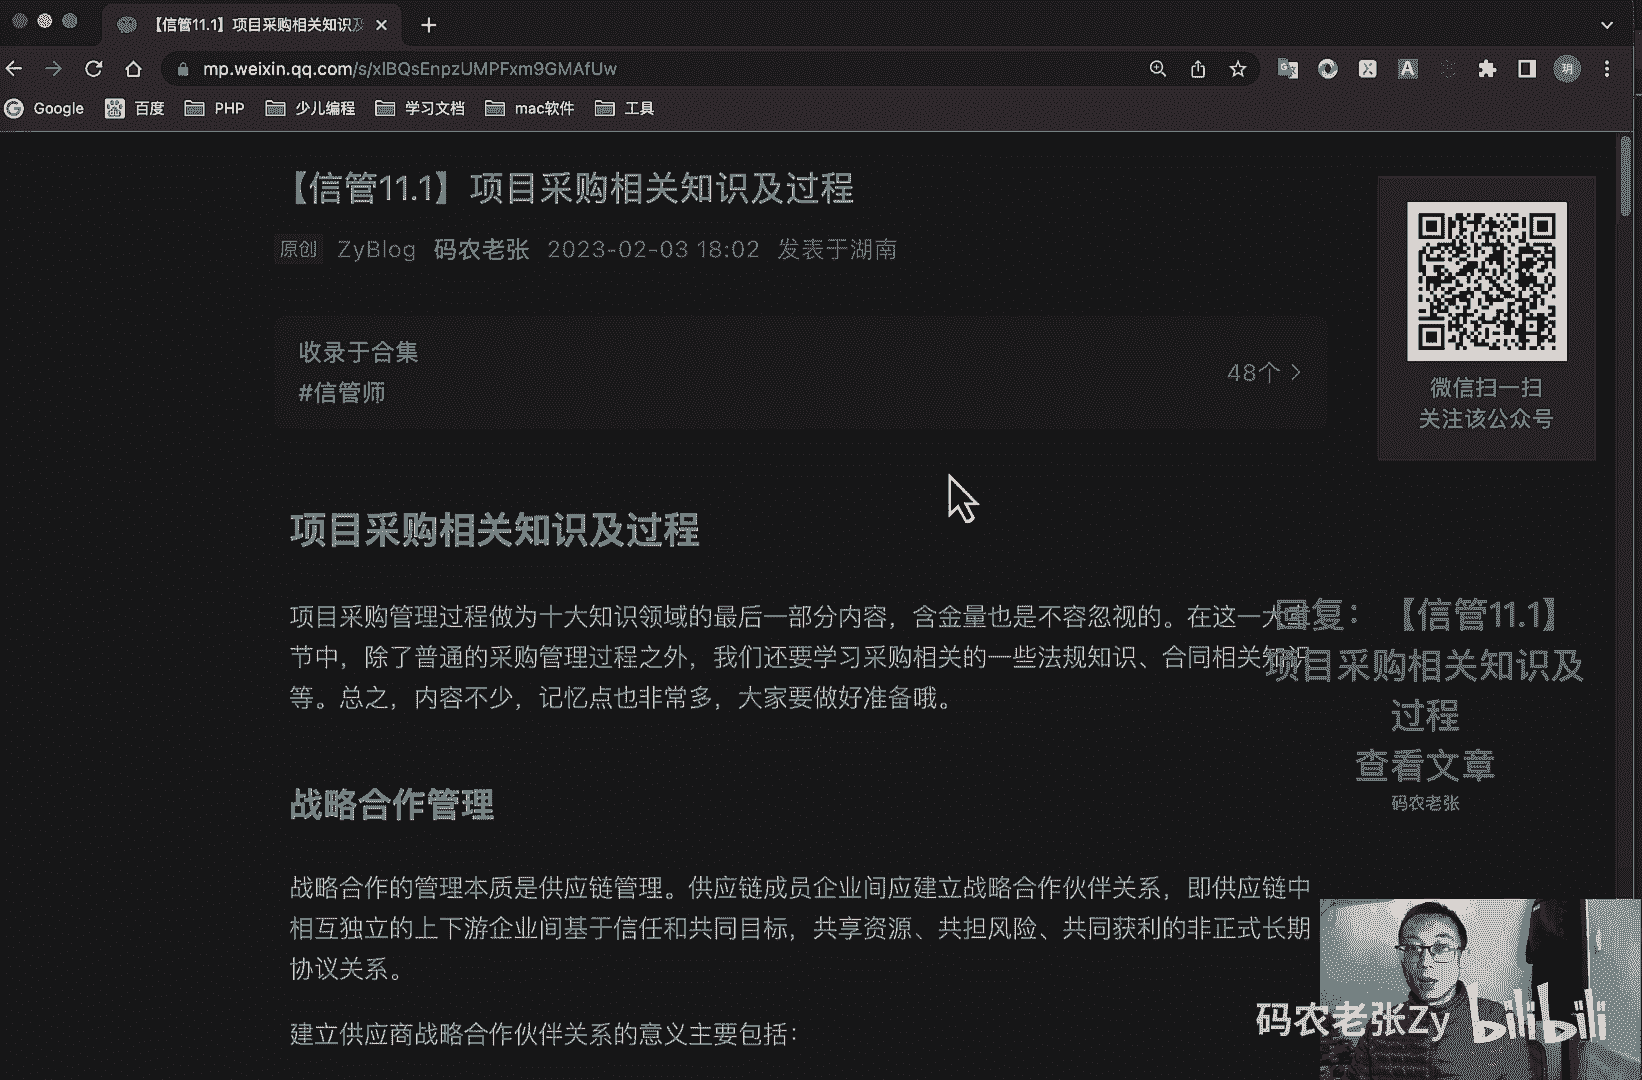 【信管11.1】项目采购相关知识及
mp.weixin.qq.com/s/xIBQsEnpzUMPFxm9GMAfUw
玥
Google 百度 PHP 少儿编程 学习文档 mac软件 工具
【信管11.1】项目采购相关知识及过程
原创 ZyBlog 码农老张 2023-02-03 18:02 发表于湖南
收录于合集
#信管师
48个
微信扫一扫
关注该公众号
项目采购相关知识及过程
项目采购管理过程做为十大知识领域的最后一部分内容，含金量也是不容忽视的。在这一大章
节中，除了普通的采购管理过程之外，我们还要学习采购相关的一些法规知识、合同相关知识
等。总之，内容不少，记忆点也非常多，大家要做好准备哦。
回复：【信管11.1】
项目采购相关知识及
过程
查看文章
码农老张
战略合作管理
战略合作的管理本质是供应链管理。供应链成员企业间应建立战略合作伙伴关系，即供应链中
相互独立的上下游企业间基于信任和共同目标，共享资源、共担风险、共同获利的非正式长期
协议关系。
建立供应商战略合作伙伴关系的意义主要包括：
码农老张Zy bilibili